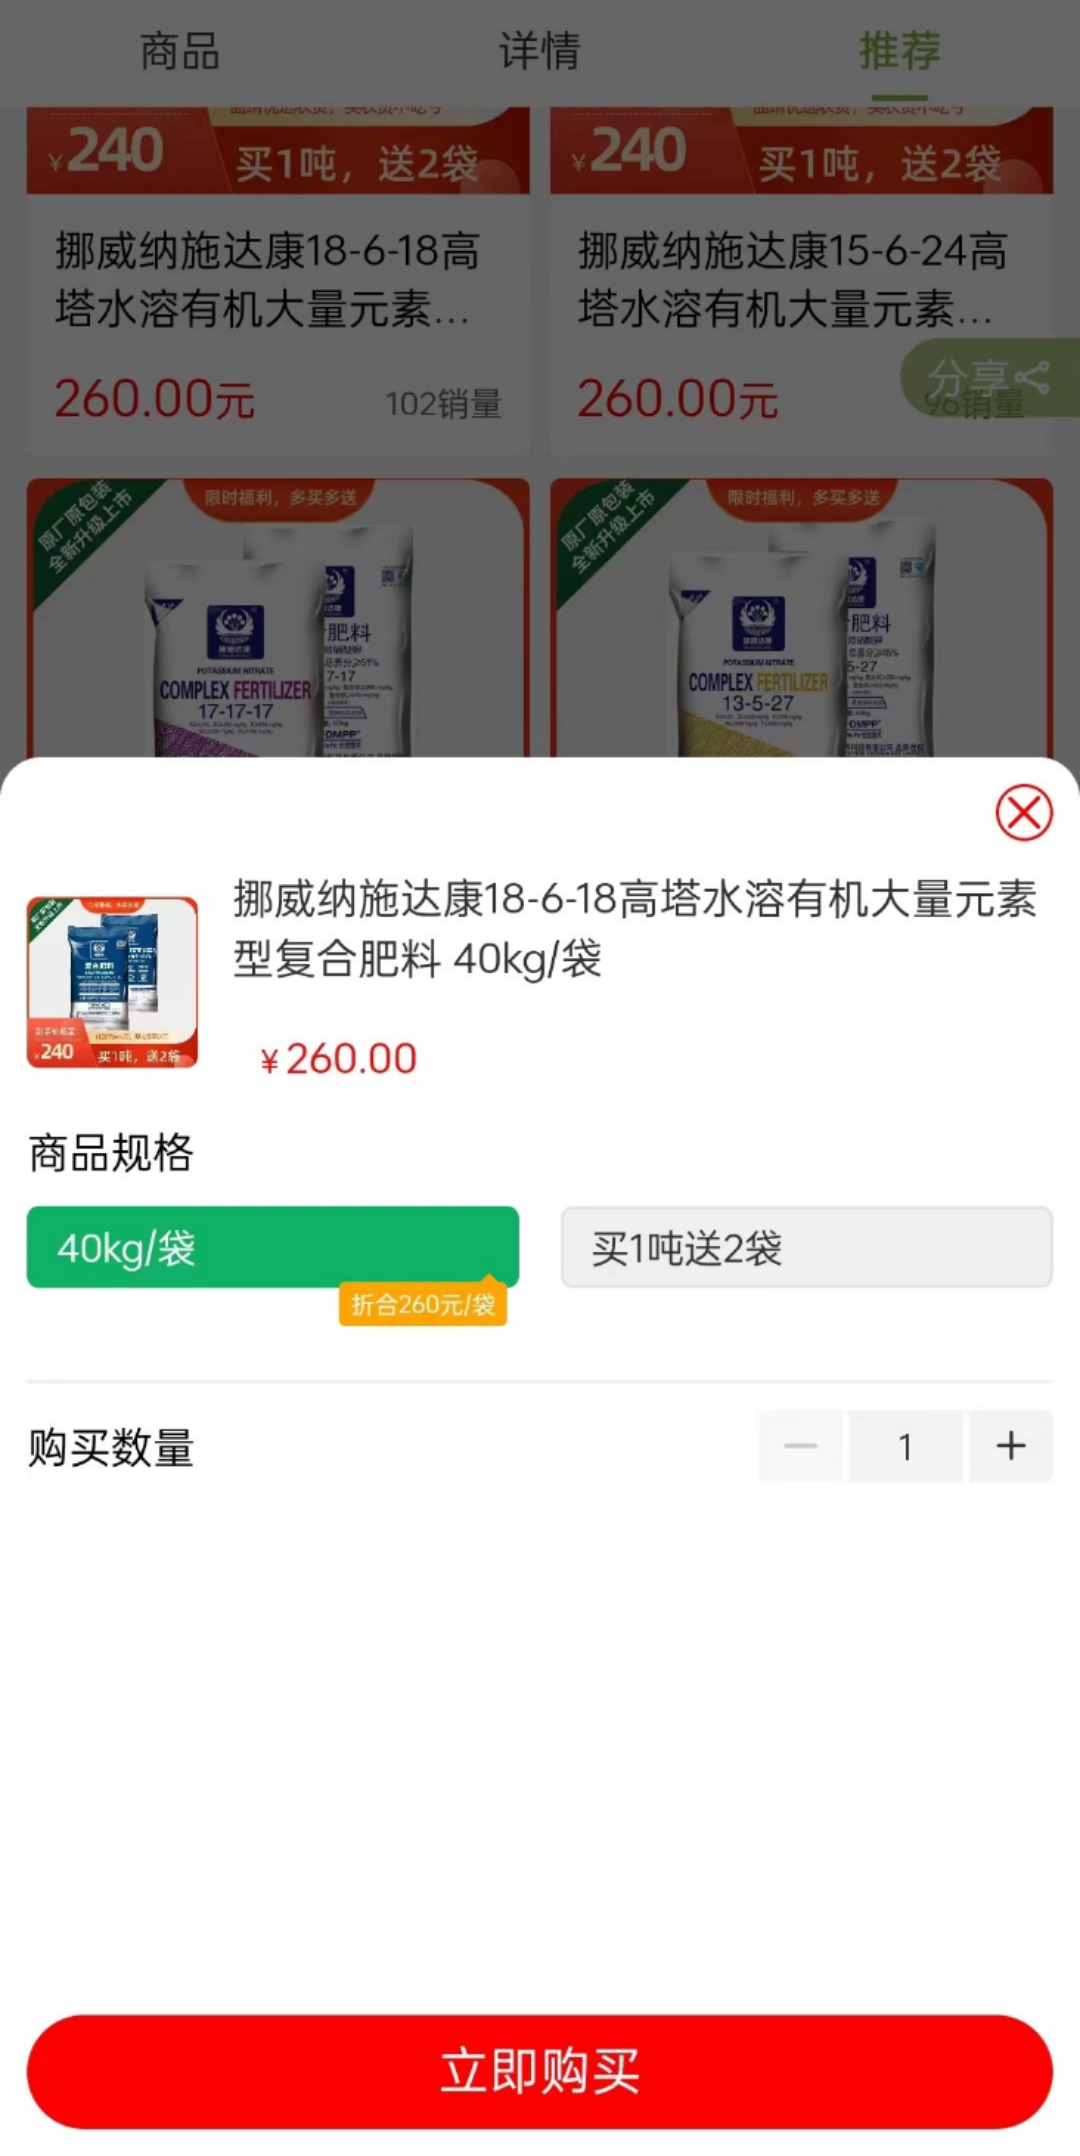 商品 详情 推荐
¥240 买1吨，送2袋
¥240 买1吨，送2袋
挪威纳施达康18-6-18高
塔水溶有机大量元素...
260.00元 102销量
挪威纳施达康15-6-24高
塔水溶有机大量元素...
260.00元 96销量
分享
原厂原包装
全新升级上市
限时福利，多买多送
POTASSIUM NITRATE
COMPLEX FERTILIZER
17-17-17
肥料
7-17
DMPP
原厂原包装
全新升级上市
限时福利，多买多送
POTASSIUM NITRATE
COMPLEX FERTILIZER
13-5-27
肥料
5-27
DMPP
挪威纳施达康18-6-18高塔水溶有机大量元素
型复合肥料 40kg/袋
¥240 买1吨，送2袋
¥260.00
商品规格
40kg/袋 买1吨送2袋
折合260元/袋
购买数量 — 1 +
立即购买